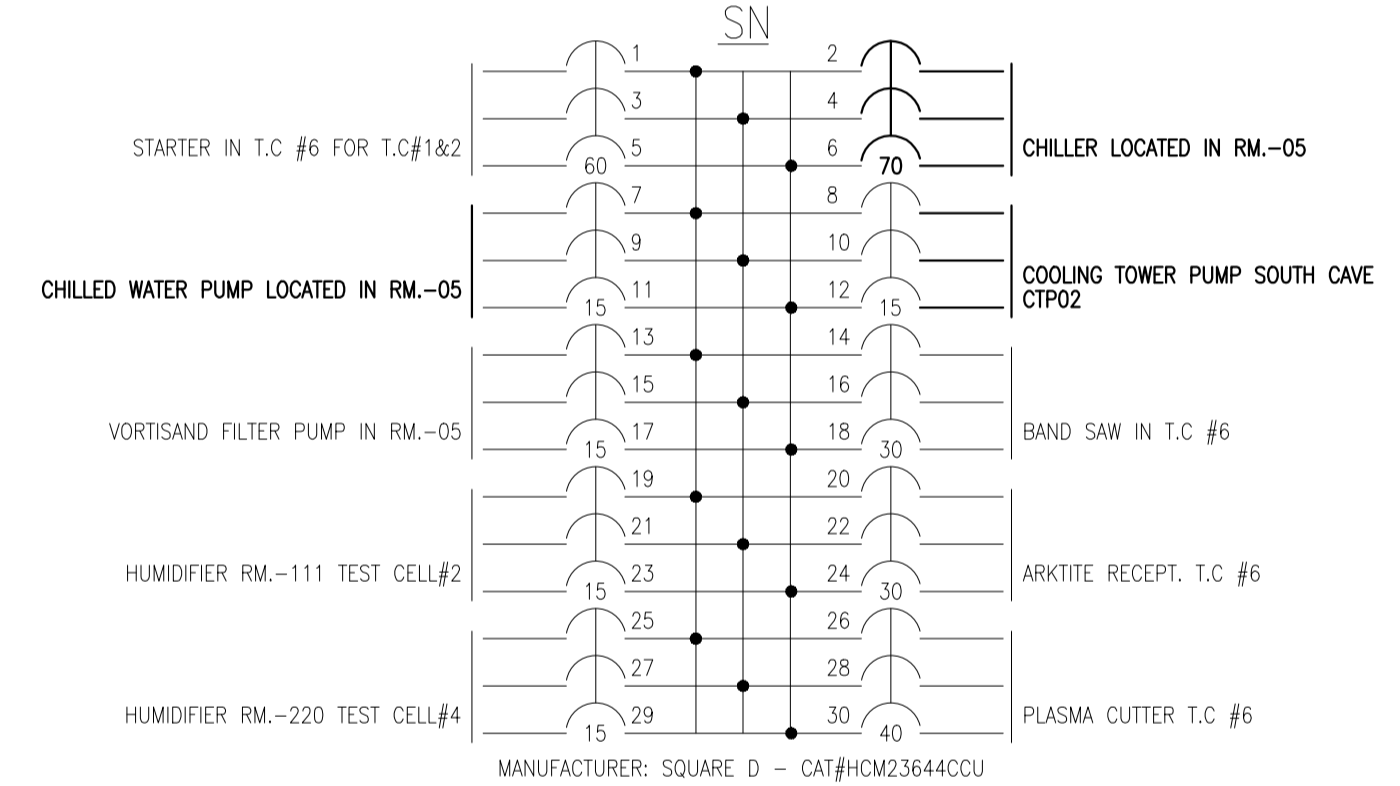 SN
1 2
3 4
STARTER IN T.C #6 FOR T.C#1&2 5 6 CHILLER LOCATED IN RM.-05
60 70
7 8
9 10
CHILLED WATER PUMP LOCATED IN RM.-05 11 12 COOLING TOWER PUMP SOUTH CAVE
15 15 CTP02
13 14
15 16
VORTISAND FILTER PUMP IN RM.-05 17 18 BAND SAW IN T.C #6
15 30
19 20
21 22
HUMIDIFIER RM.-111 TEST CELL#2 23 24 ARKTITE RECEPT. T.C #6
15 30
25 26
27 28
HUMIDIFIER RM.-220 TEST CELL#4 29 30 PLASMA CUTTER T.C #6
15 40
MANUFACTURER: SQUARE D - CAT#HCM23644CCU